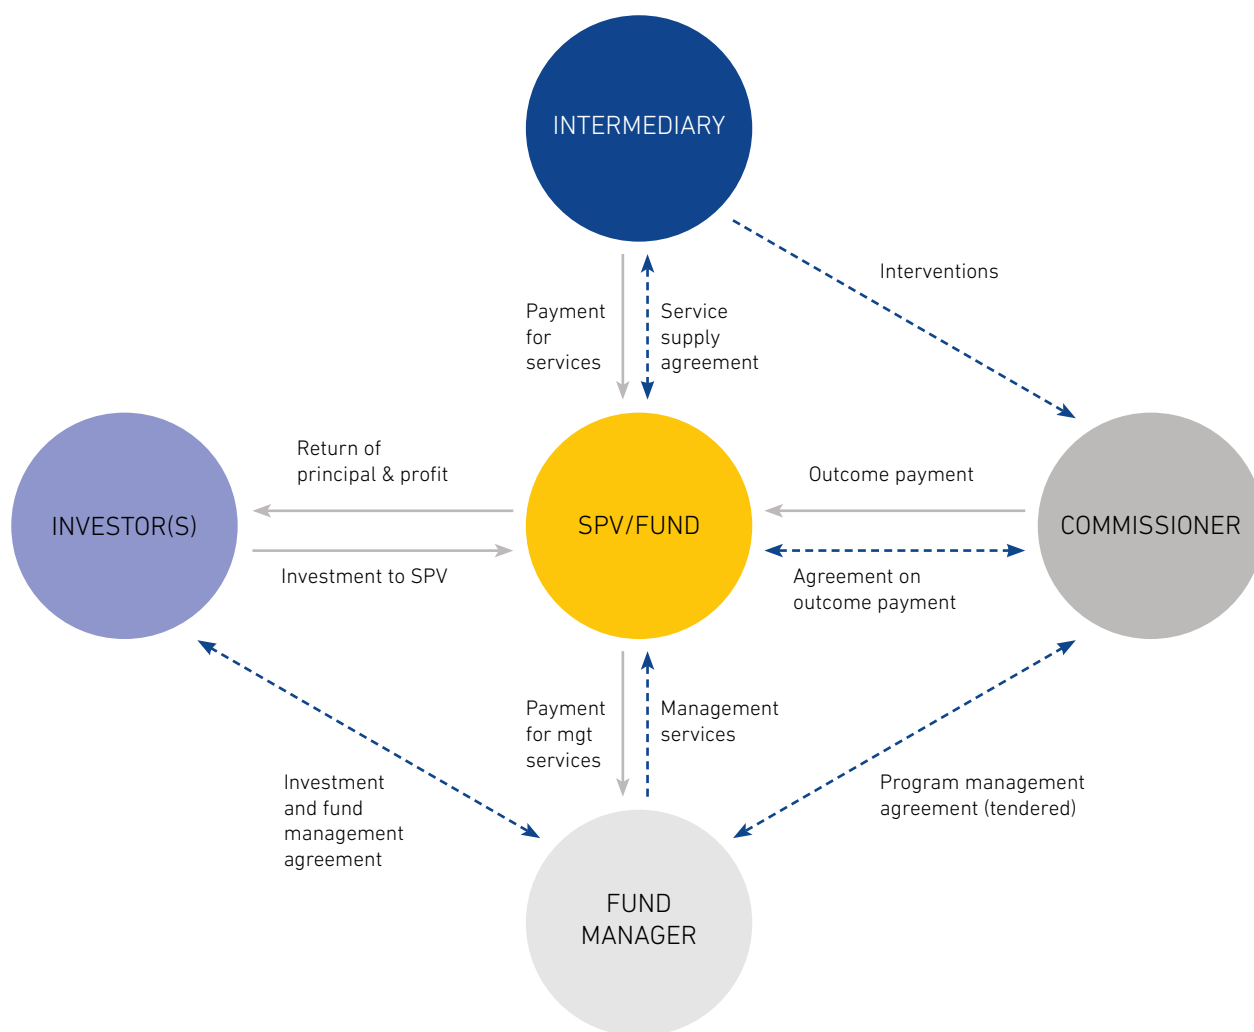 INTERMEDIARY
Interventions
Payment
for
services
Service
supply
agreement
Return of
principal & profit
Outcome payment
INVESTOR(S)
SPV/FUND
COMMISSIONER
Investment to SPV
Agreement on
outcome payment
Payment
for mgt
services
Management
services
Investment
and fund
management
agreement
Program management
agreement (tendered)
FUND
MANAGER